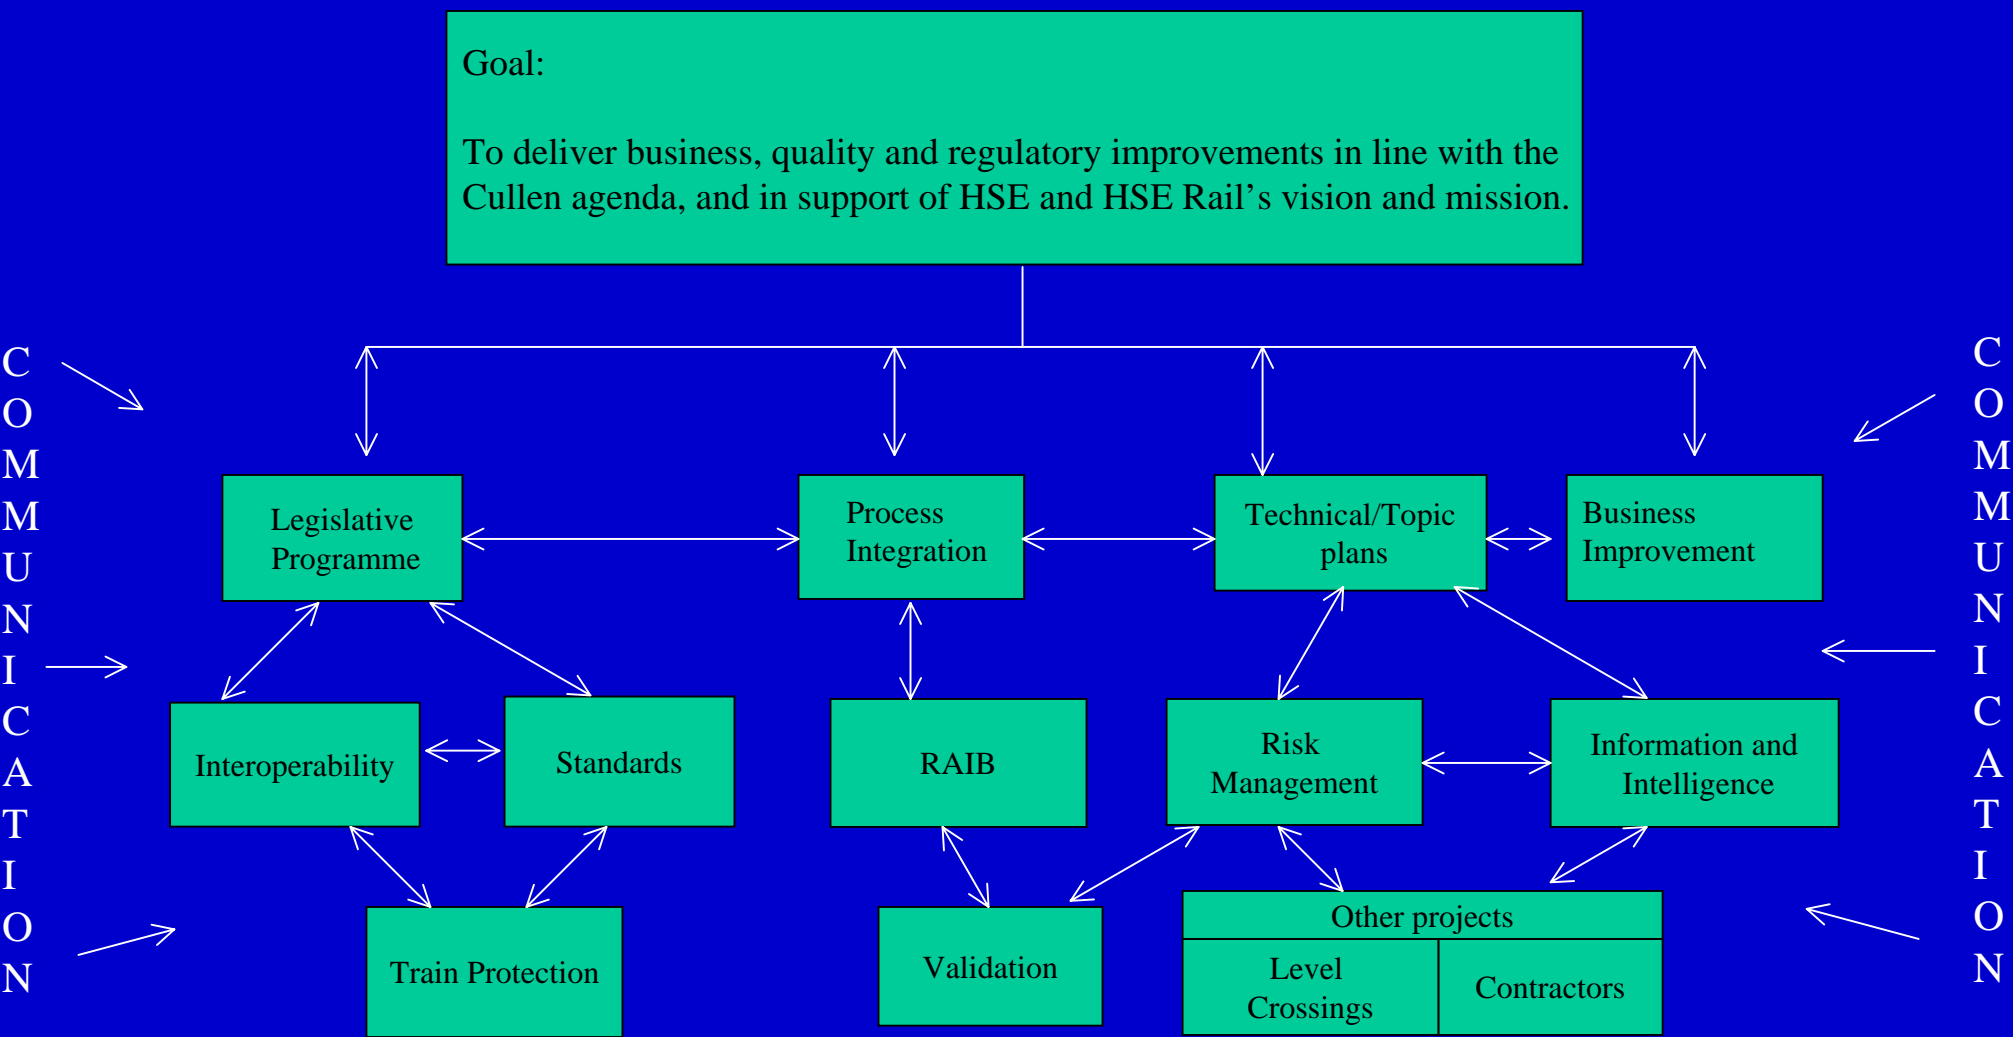 Goal:
To deliver business, quality and regulatory improvements in line with the
Cullen agenda, and in support of HSE and HSE Rail’s vision and mission.
COMMUNICATION
COMMUNICATION
Legislative
Programme
Process
Integration
Technical/Topic
plans
Business
Improvement
Interoperability
Standards
RAIB
Risk
Management
Information and
Intelligence
Train Protection
Validation
Other projects
Level
Crossings
Contractors